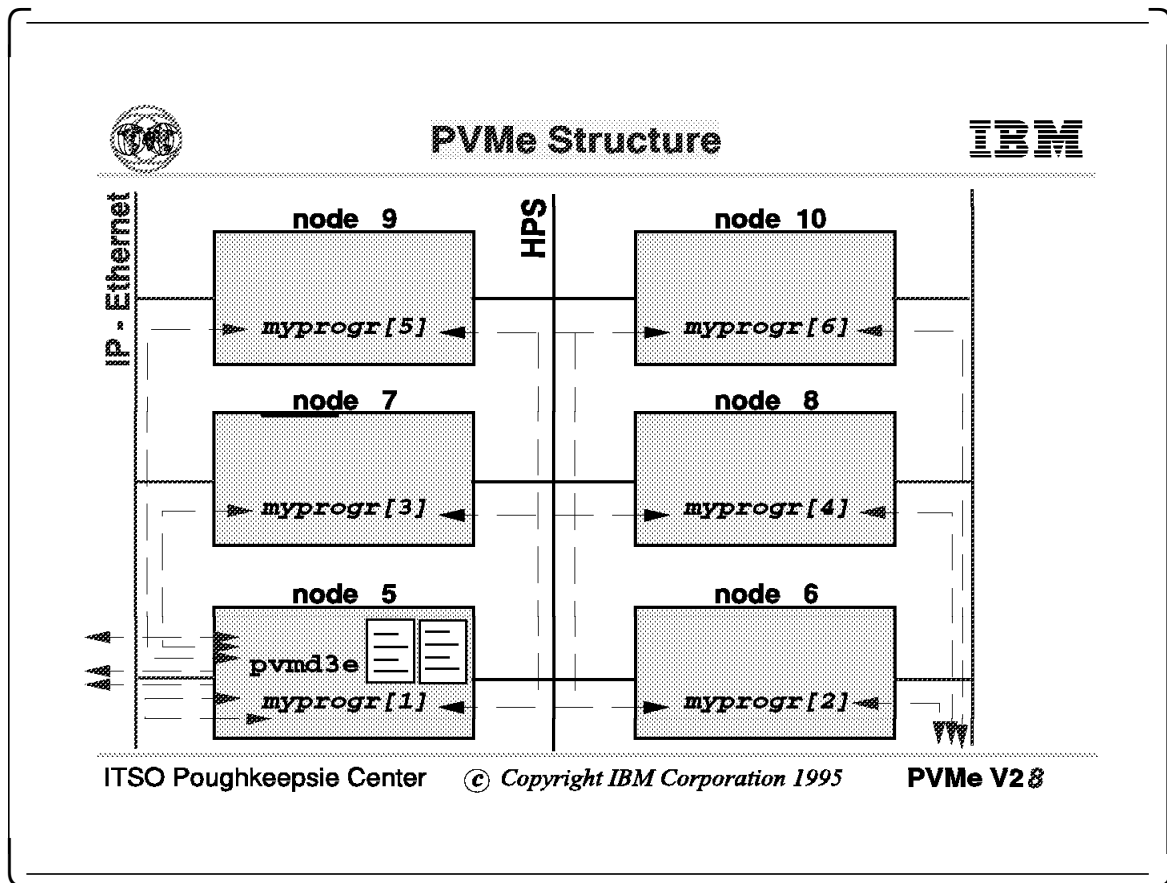 PVMe Structure
IBM
IP - Ethernet
HPS
node 9
myprogr[5]
node 10
myprogr[6]
node 7
myprogr[3]
node 8
myprogr[4]
node 5
pvmd3e
myprogr[1]
node 6
myprogr[2]
ITSO Poughkeepsie Center © Copyright IBM Corporation 1995 PVMe V2 8